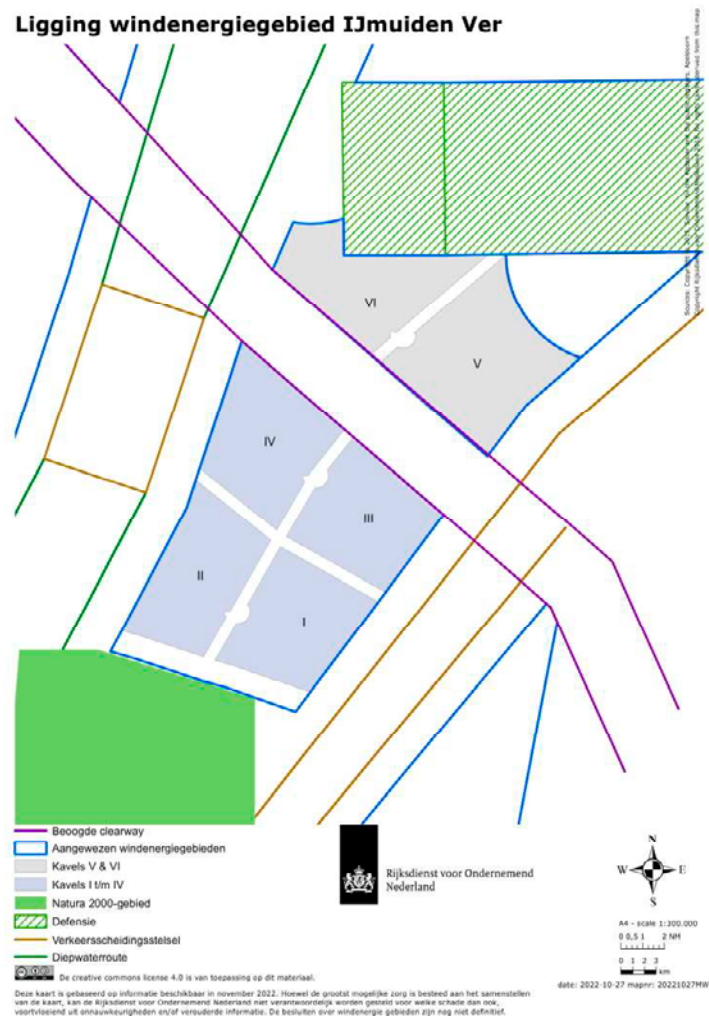 Ligging windenergiegebied IJmuiden Ver
VI
V
IV
III
II
I
Beoogde clearway
Aangewezen windenergiegebieden
Kavels V & VI
Kavels I t/m IV
Natura 2000-gebied
Defensie
Verkeersscheidingsstelsel
Diepwaterroute
Rijksdienst voor Ondernemend
Nederland
N
W E
S
A4 - scale 1:300.000
0 0,5 1 2 NM
0 1 2 3
km
date: 2022-10-27 mapnr: 20221027MW
De creative commons license 4.0 is van toepassing op dit materiaal.
Deze kaart is gebaseerd op informatie beschikbaar in november 2022. Hoewel de grootst mogelijke zorg is besteed aan het samenstellen
van de kaart, kan de Rijksdienst voor Ondernemend Nederland niet verantwoordelijk worden gesteld voor welke schade dan ook,
voortvloeiend uit onnauwkeurigheden en/of verouderde informatie. De besluiten over windenergie gebieden zijn nog niet definitief.